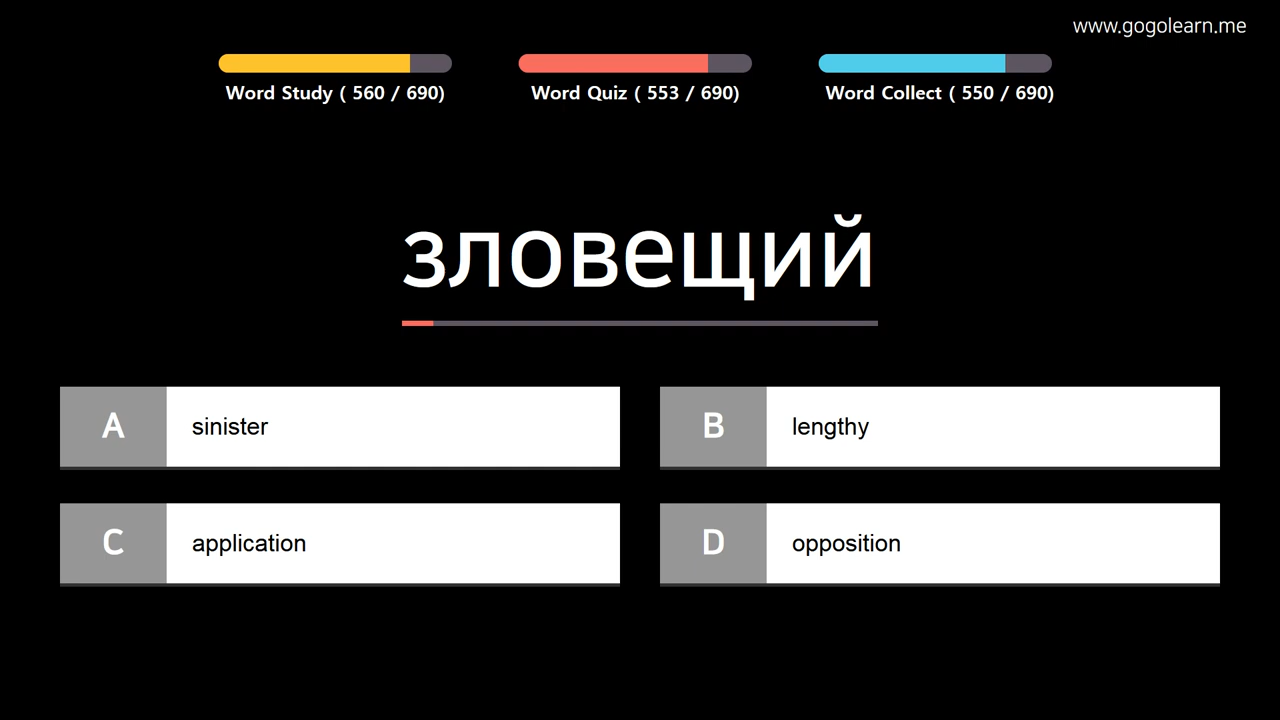 www.gogolearn.me
Word Study ( 560 / 690)
Word Quiz ( 553 / 690)
Word Collect ( 550 / 690)
зловещий
A sinister
B lengthy
C application
D opposition